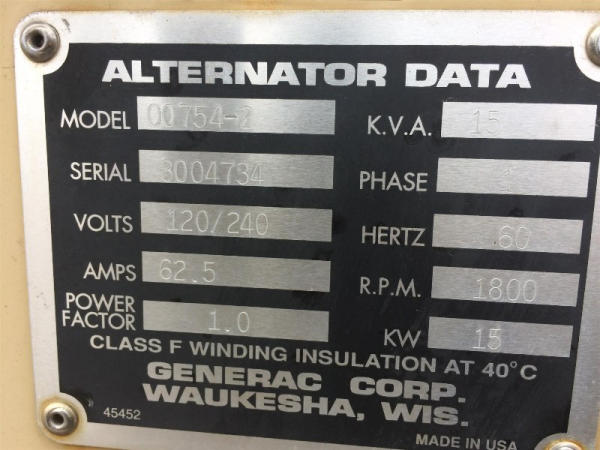 ALTERNATOR DATA
MODEL 00754-2 K.V.A. 15
SERIAL 3004734 PHASE
VOLTS 120/240 HERTZ 60
AMPS 62.5 R.P.M. 1800
POWER FACTOR 1.0 KW 15
CLASS F WINDING INSULATION AT 40°C
GENERAC CORP.
WAUKESHA, WIS.
45452 MADE IN USA